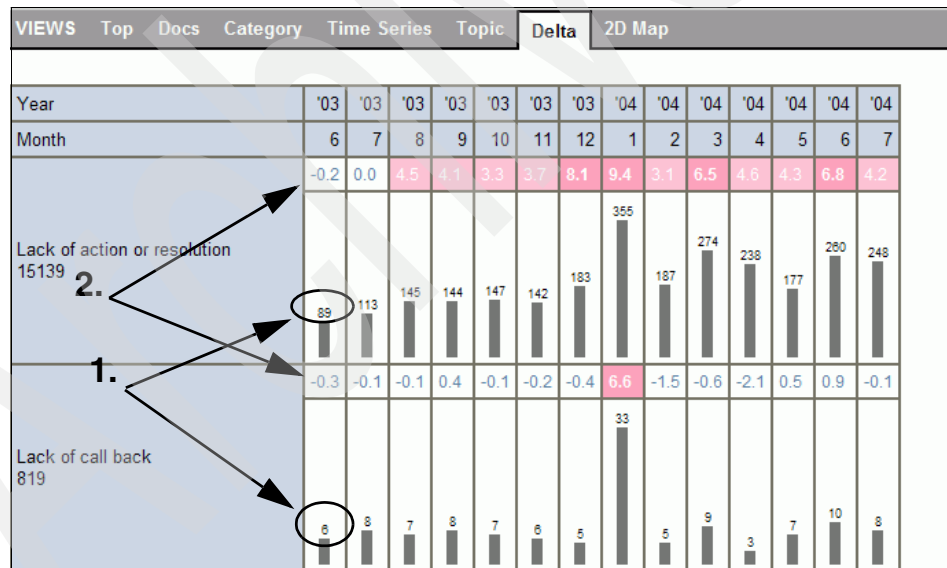 VIEWS Top Docs Category Time Series Topic Delta 2D Map
Year '03 '03 '03 '03 '03 '03 '03 '04 '04 '04 '04 '04 '04 '04
Month 6 7 8 9 10 11 12 1 2 3 4 5 6 7
-0.2 0.0 4.5 4.1 3.3 3.7 8.1 9.4 3.1 6.5 4.6 4.3 6.8 4.2
Lack of action or resolution
15139
2.
89 113 145 144 147 142 183 355 187 274 238 177 260 248
1.
-0.3 -0.1 -0.1 0.4 -0.1 -0.2 -0.4 6.6 -1.5 -0.6 -2.1 0.5 0.9 -0.1
Lack of call back
819
6 8 7 8 7 6 5 33 5 9 3 7 10 8